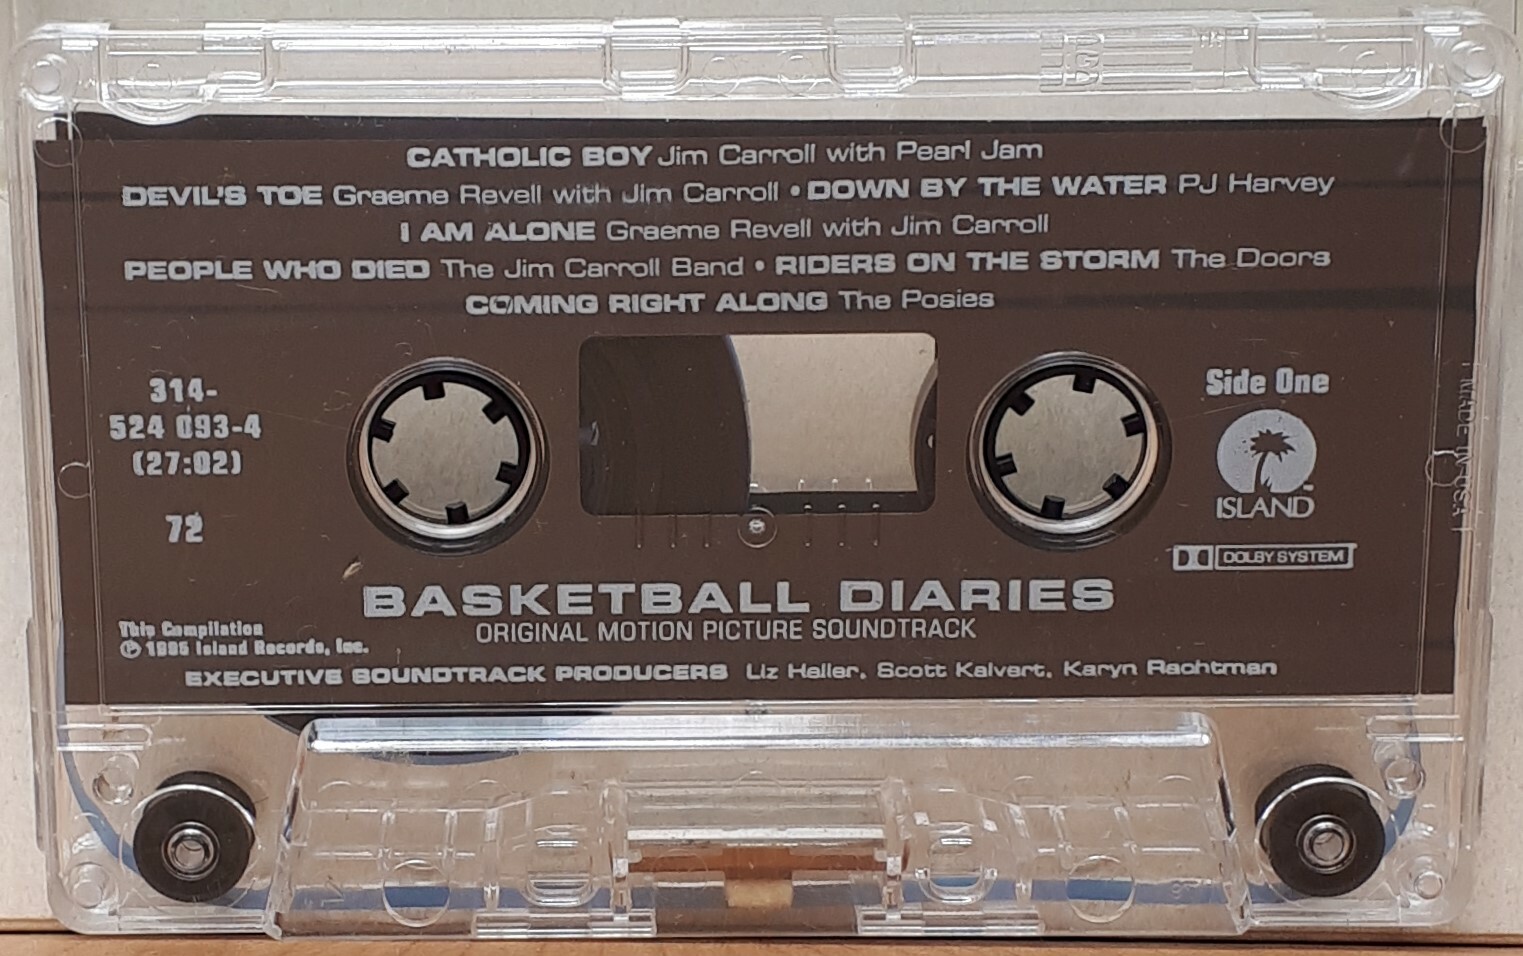 CATHOLIC BOY Jim Carroll with Pearl Jam
DEVIL'S TOE Graeme Revell with Jim Carroll • DOWN BY THE WATER PJ Harvey
I AM ALONE Graeme Revell with Jim Carroll
PEOPLE WHO DIED The Jim Carroll Band • RIDERS ON THE STORM The Doors
COMING RIGHT ALONG The Posies
314-
524 093-4
(27:02)
72
Side One
ISLAND™
DOLBY SYSTEM
MADE IN USA
BASKETBALL DIARIES
ORIGINAL MOTION PICTURE SOUNDTRACK
This Compilation
℗ 1995 Island Records, Inc.
EXECUTIVE SOUNDTRACK PRODUCERS Liz Heller, Scott Kalvert, Karyn Rachtman